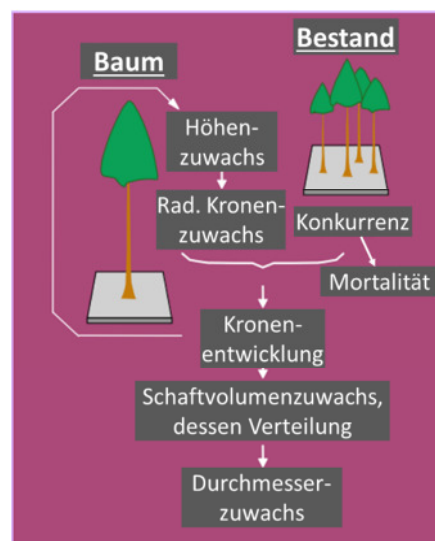 Baum
Bestand
Höhen-
zuwachs
Rad. Kronen-
zuwachs
Konkurrenz
Mortalität
Kronen-
entwicklung
Schaftvolumenzuwachs,
dessen Verteilung
Durchmesser-
zuwachs